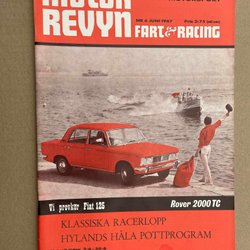 MOTOR
MOTORSPORT
REVYN
NR 6 JUNI 1967
FART & RACING
Vi provkör Fiat 125
Rover 2000 TC
KLASSISKA RACERLOPP
HYLANDS HÅLA POTTPROGRAM